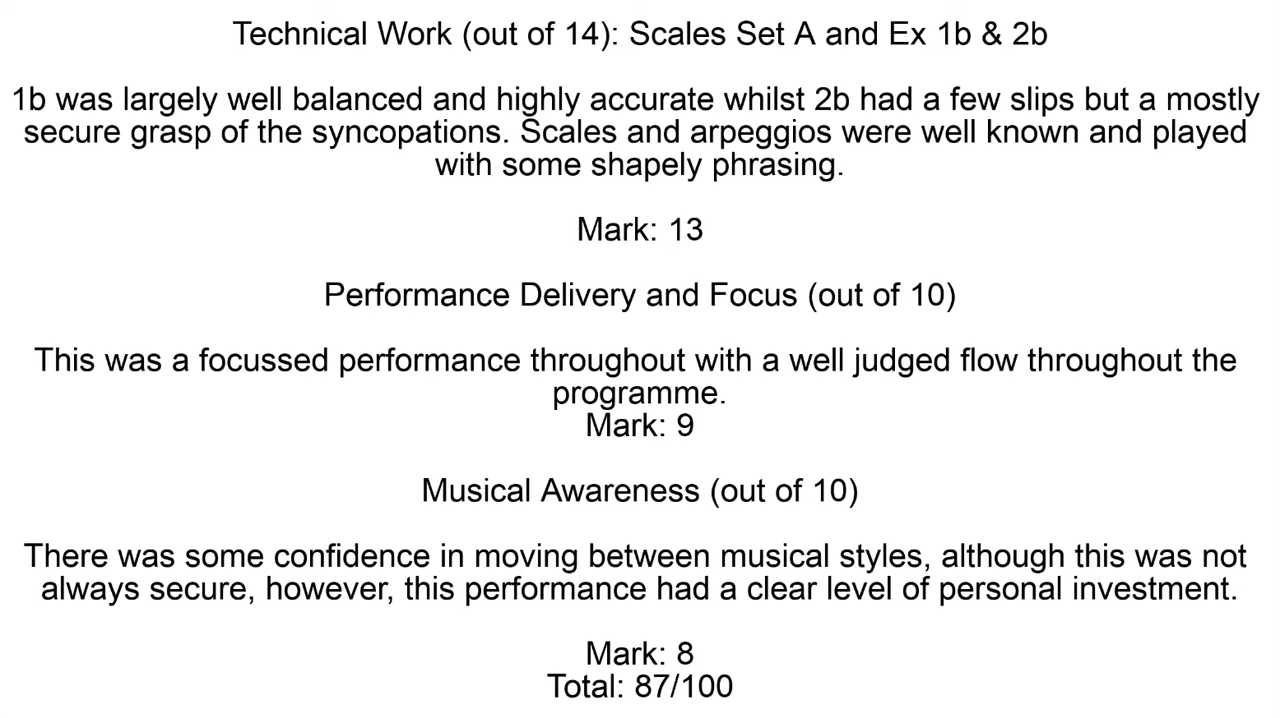 Technical Work (out of 14): Scales Set A and Ex 1b & 2b
1b was largely well balanced and highly accurate whilst 2b had a few slips but a mostly
secure grasp of the syncopations. Scales and arpeggios were well known and played
with some shapely phrasing.
Mark: 13
Performance Delivery and Focus (out of 10)
This was a focussed performance throughout with a well judged flow throughout the
programme.
Mark: 9
Musical Awareness (out of 10)
There was some confidence in moving between musical styles, although this was not
always secure, however, this performance had a clear level of personal investment.
Mark: 8
Total: 87/100